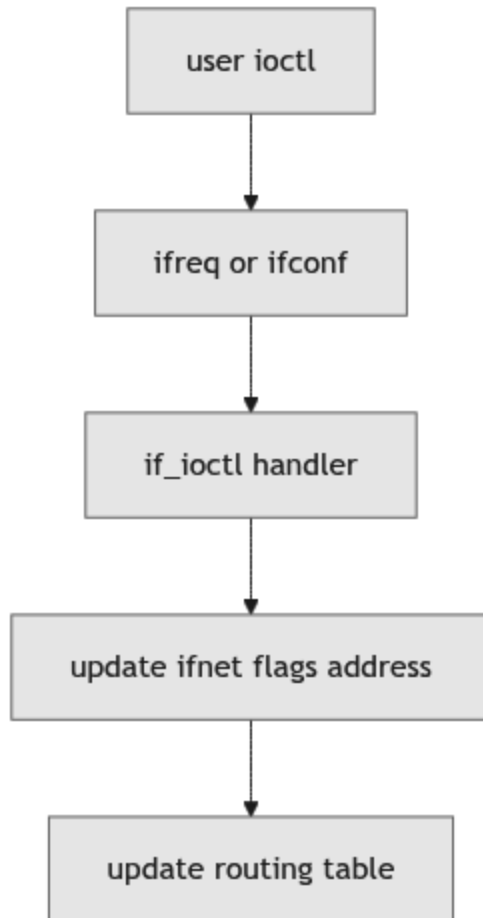 user ioctl
ifreq or ifconf
if_ioctl handler
update ifnet flags address
update routing table